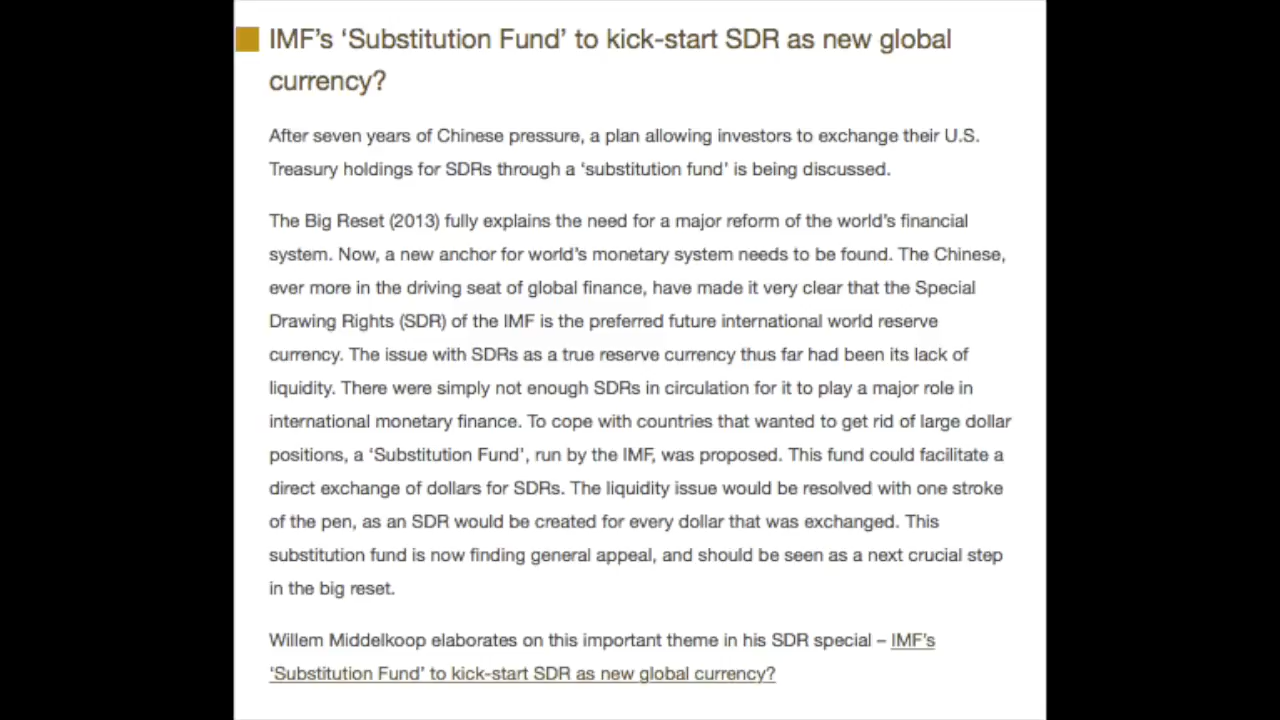 IMF’s ‘Substitution Fund’ to kick-start SDR as new global
currency?
After seven years of Chinese pressure, a plan allowing investors to exchange their U.S.
Treasury holdings for SDRs through a ‘substitution fund’ is being discussed.
The Big Reset (2013) fully explains the need for a major reform of the world’s financial
system. Now, a new anchor for world’s monetary system needs to be found. The Chinese,
ever more in the driving seat of global finance, have made it very clear that the Special
Drawing Rights (SDR) of the IMF is the preferred future international world reserve
currency. The issue with SDRs as a true reserve currency thus far had been its lack of
liquidity. There were simply not enough SDRs in circulation for it to play a major role in
international monetary finance. To cope with countries that wanted to get rid of large dollar
positions, a ‘Substitution Fund’, run by the IMF, was proposed. This fund could facilitate a
direct exchange of dollars for SDRs. The liquidity issue would be resolved with one stroke
of the pen, as an SDR would be created for every dollar that was exchanged. This
substitution fund is now finding general appeal, and should be seen as a next crucial step
in the big reset.
Willem Middelkoop elaborates on this important theme in his SDR special – IMF’s
‘Substitution Fund’ to kick-start SDR as new global currency?